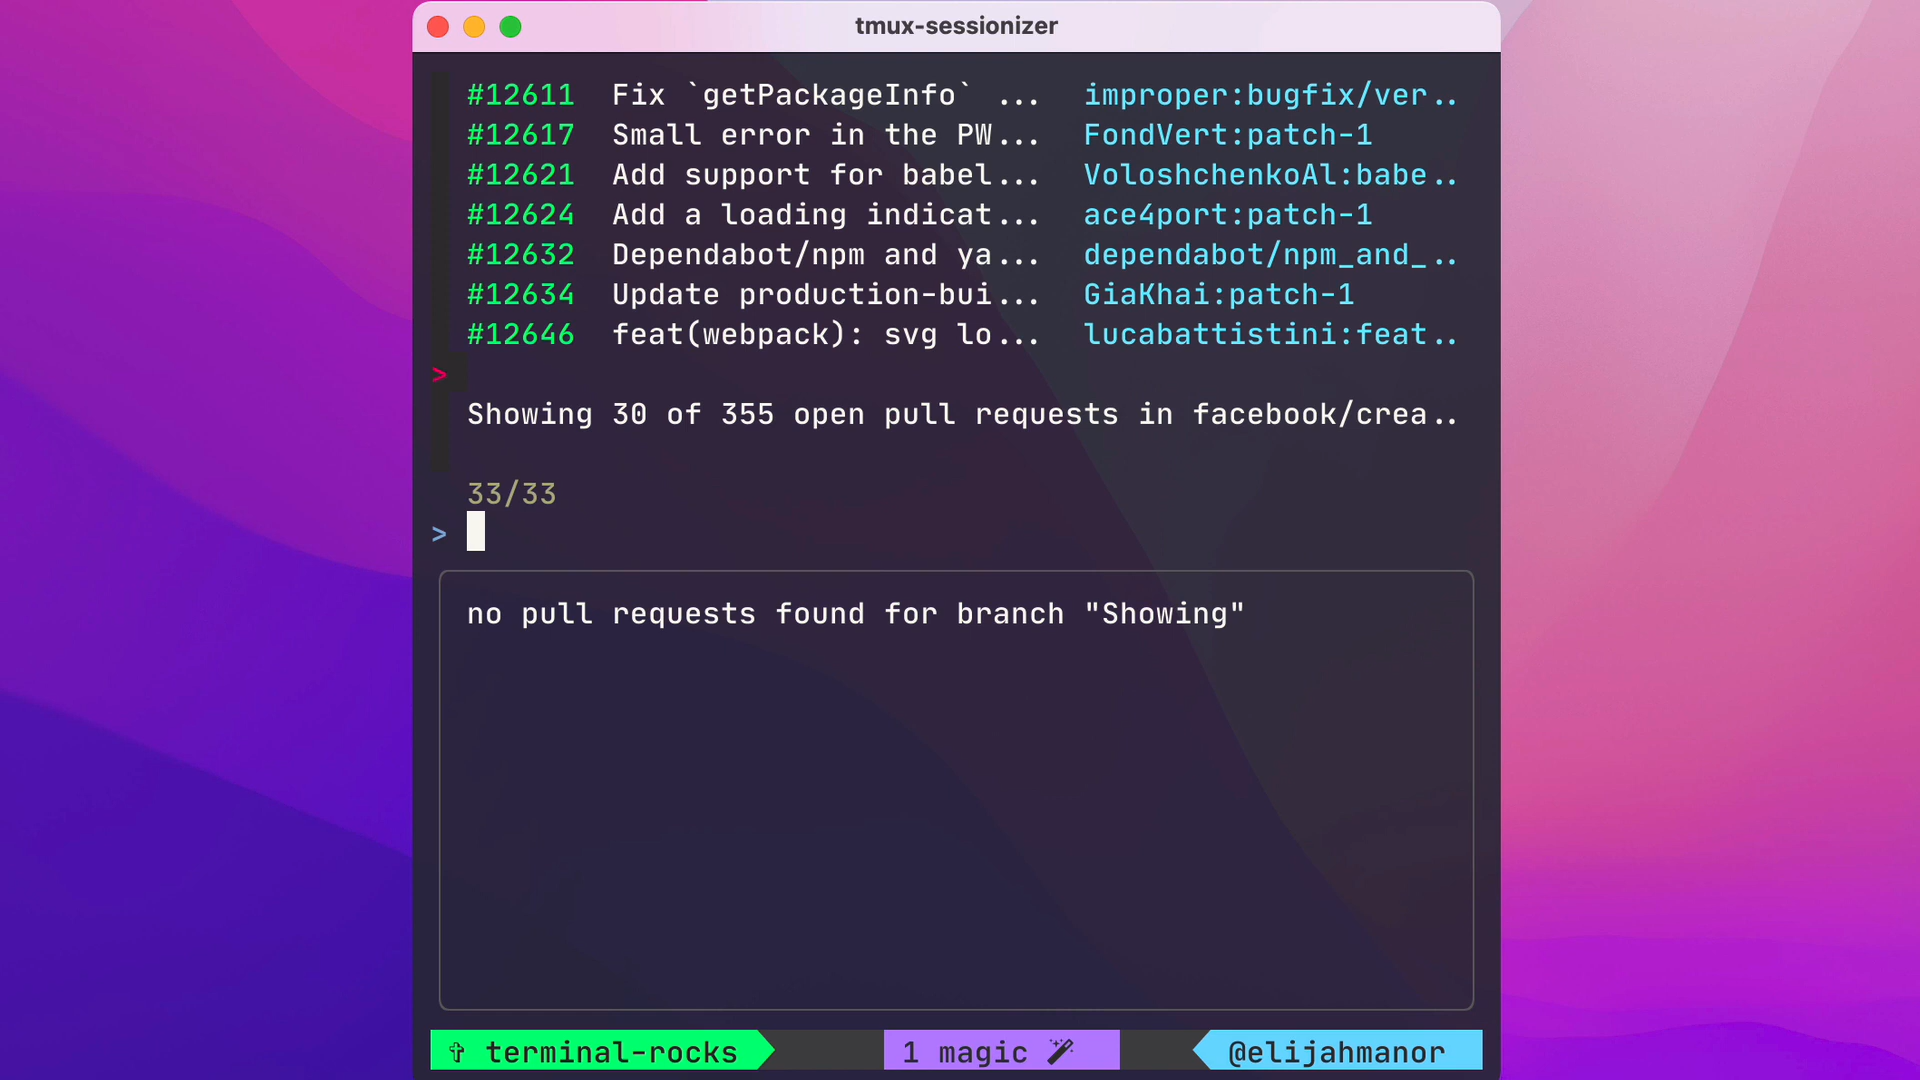 tmux-sessionizer
#12611 Fix `getPackageInfo` ... improper:bugfix/ver..
#12617 Small error in the PW... FondVert:patch-1
#12621 Add support for babel... VoloshchenkoAl:babe..
#12624 Add a loading indicat... ace4port:patch-1
#12632 Dependabot/npm and ya... dependabot/npm_and_..
#12634 Update production-bui... GiaKhai:patch-1
#12646 feat(webpack): svg lo... lucabattistini:feat..
>
Showing 30 of 355 open pull requests in facebook/crea..
33/33
>
no pull requests found for branch "Showing"
✞ terminal-rocks 1 magic 🪄 @elijahmanor